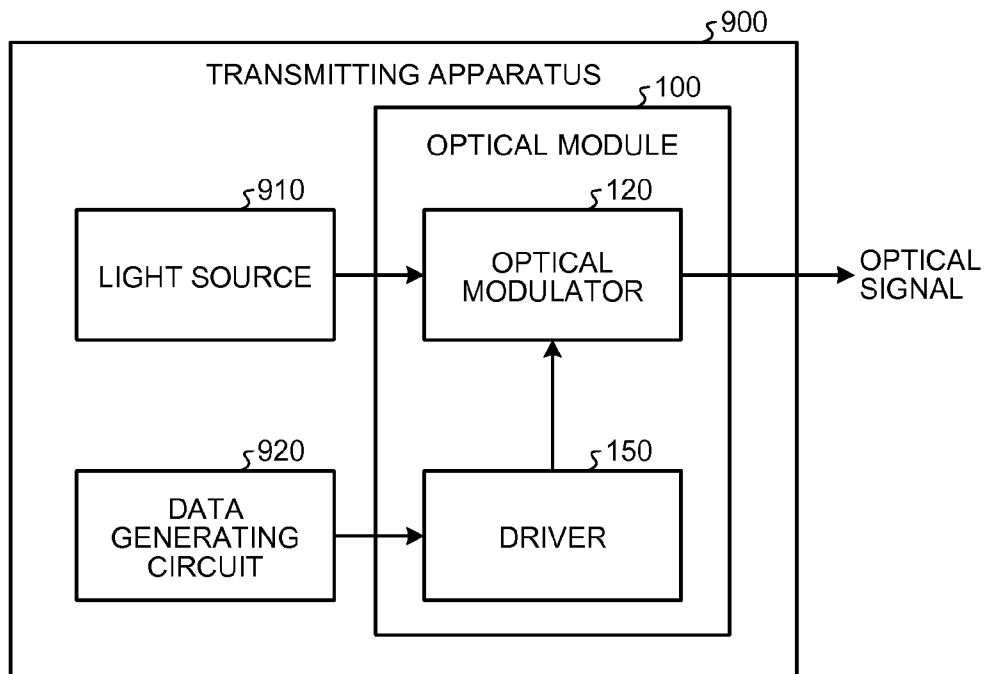 900
TRANSMITTING APPARATUS
100
OPTICAL MODULE
910
LIGHT SOURCE
120
OPTICAL
MODULATOR
OPTICAL
SIGNAL
920
DATA
GENERATING
CIRCUIT
150
DRIVER